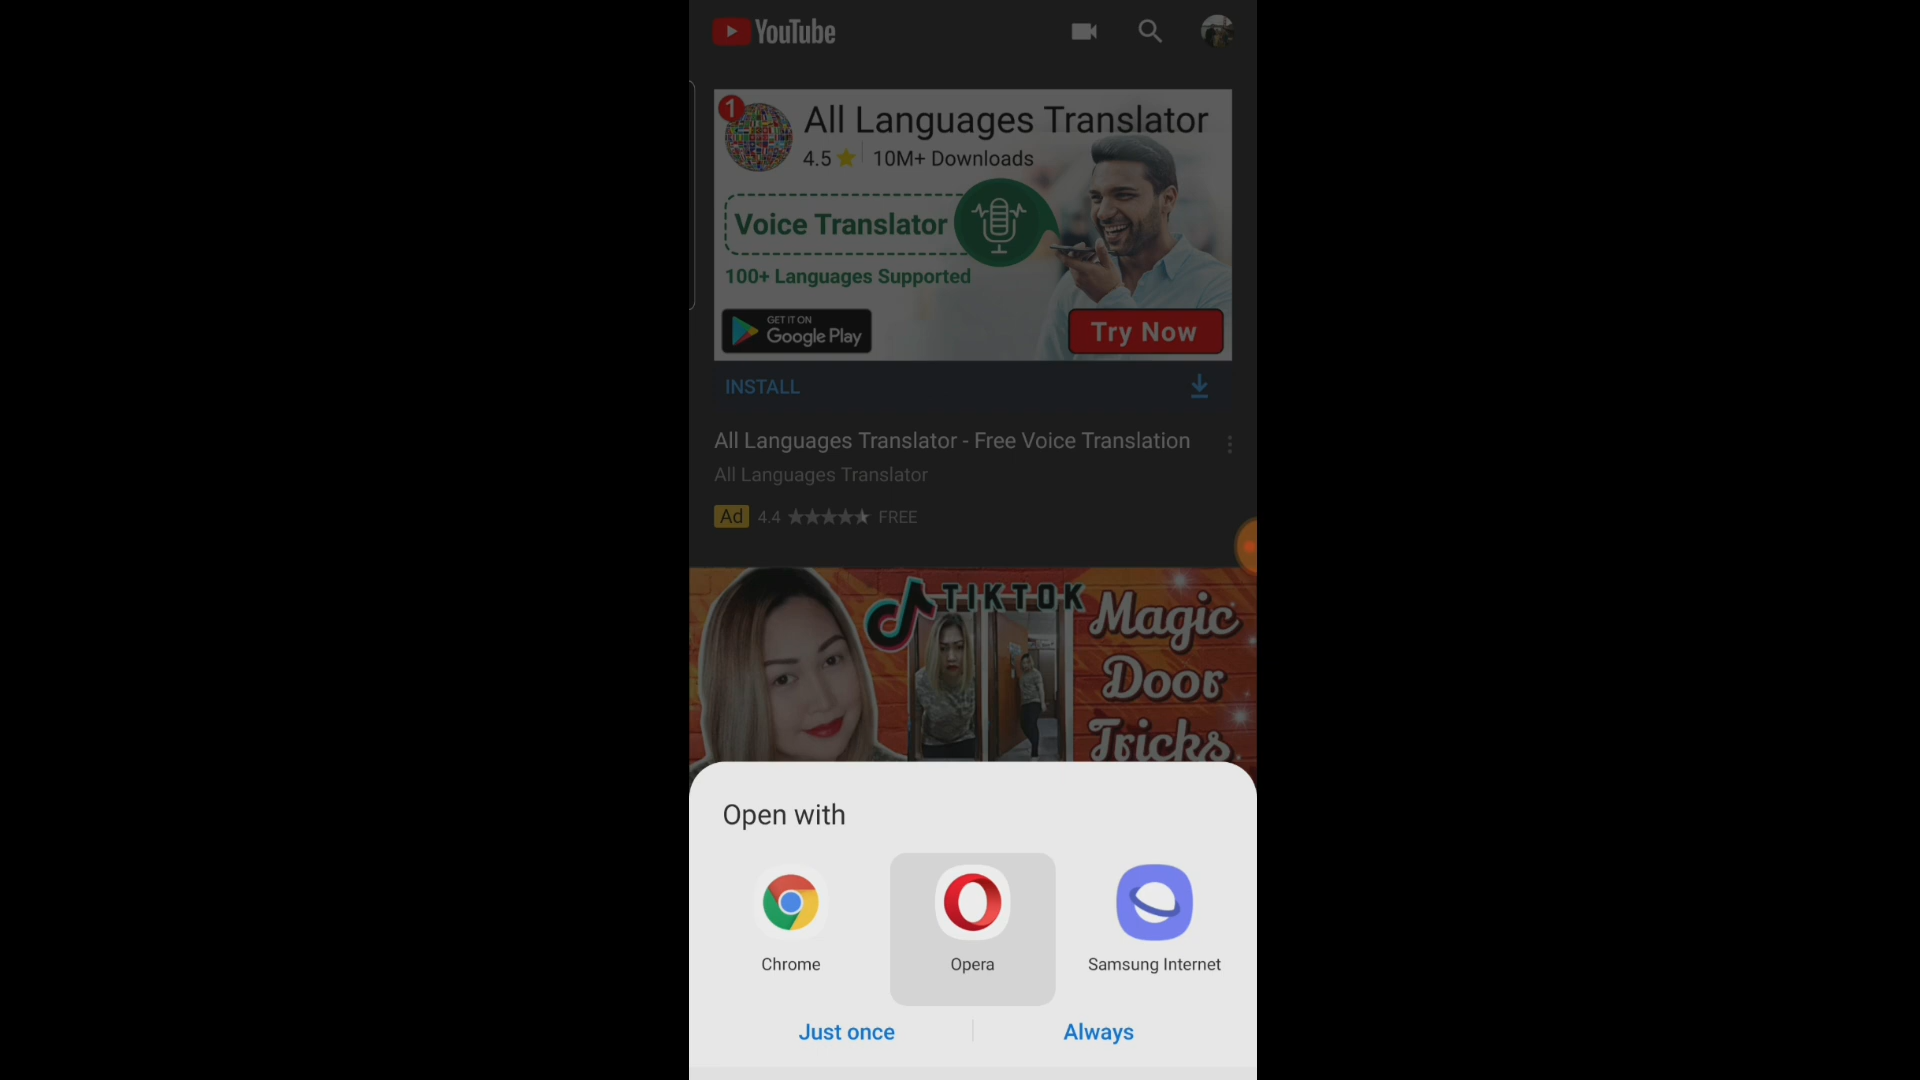 YouTube
1
All Languages Translator
4.5 10M+ Downloads
Voice Translator
100+ Languages Supported
GET IT ON
Google Play
Try Now
INSTALL
All Languages Translator - Free Voice Translation
All Languages Translator
Ad 4.4 FREE
TIKTOK
Magic
Door
Tricks
Open with
Chrome
Opera
Samsung Internet
Just once
Always